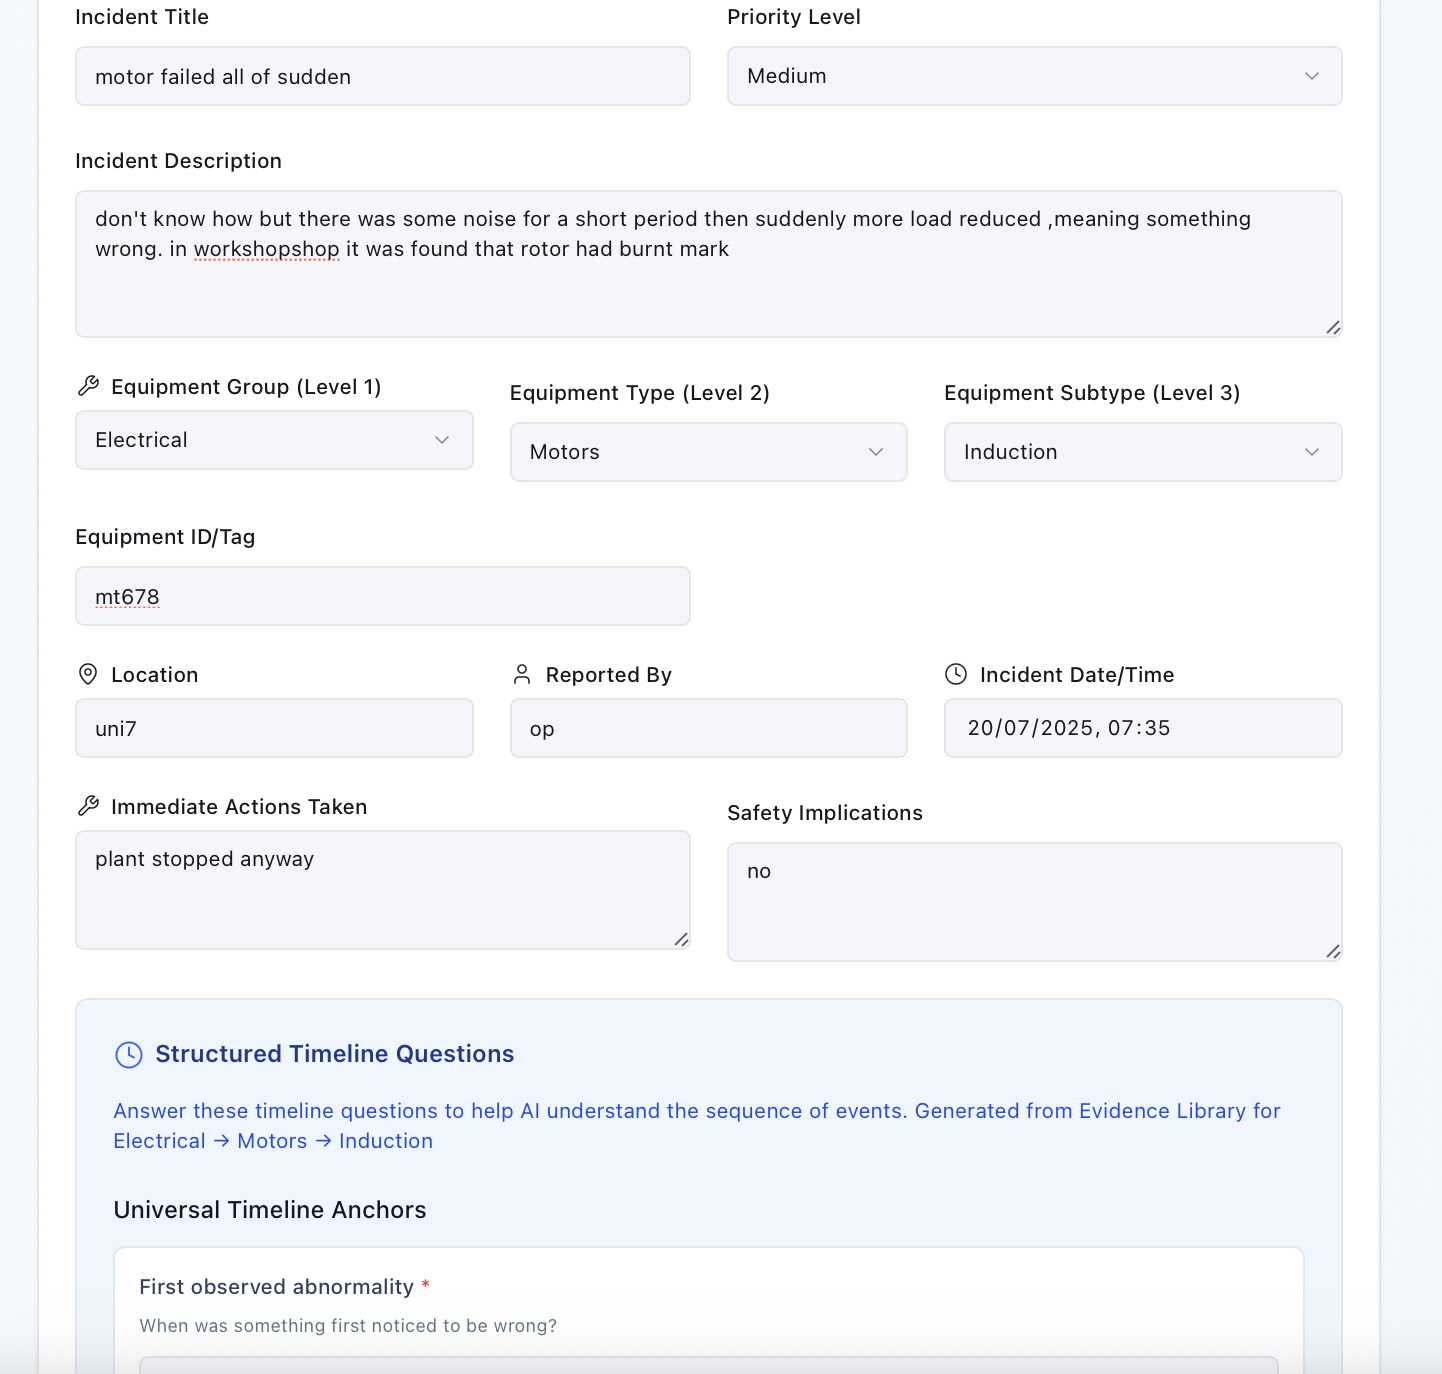 Incident Title
Priority Level
motor failed all of sudden
Medium
Incident Description
don't know how but there was some noise for a short period then suddenly more load reduced ,meaning something
wrong. in workshopshop it was found that rotor had burnt mark
Equipment Group (Level 1)
Equipment Type (Level 2)
Equipment Subtype (Level 3)
Electrical
Motors
Induction
Equipment ID/Tag
mt678
Location
Reported By
Incident Date/Time
uni7
op
20/07/2025, 07:35
Immediate Actions Taken
Safety Implications
plant stopped anyway
no
Structured Timeline Questions
Answer these timeline questions to help AI understand the sequence of events. Generated from Evidence Library for
Electrical → Motors → Induction
Universal Timeline Anchors
First observed abnormality *
When was something first noticed to be wrong?